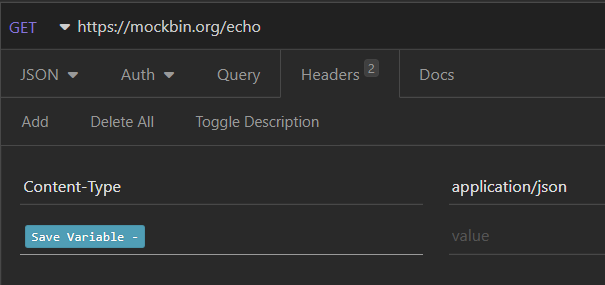 GET https://mockbin.org/echo
JSON Auth Query Headers 2 Docs
Add Delete All Toggle Description
Content-Type application/json
Save Variable - value